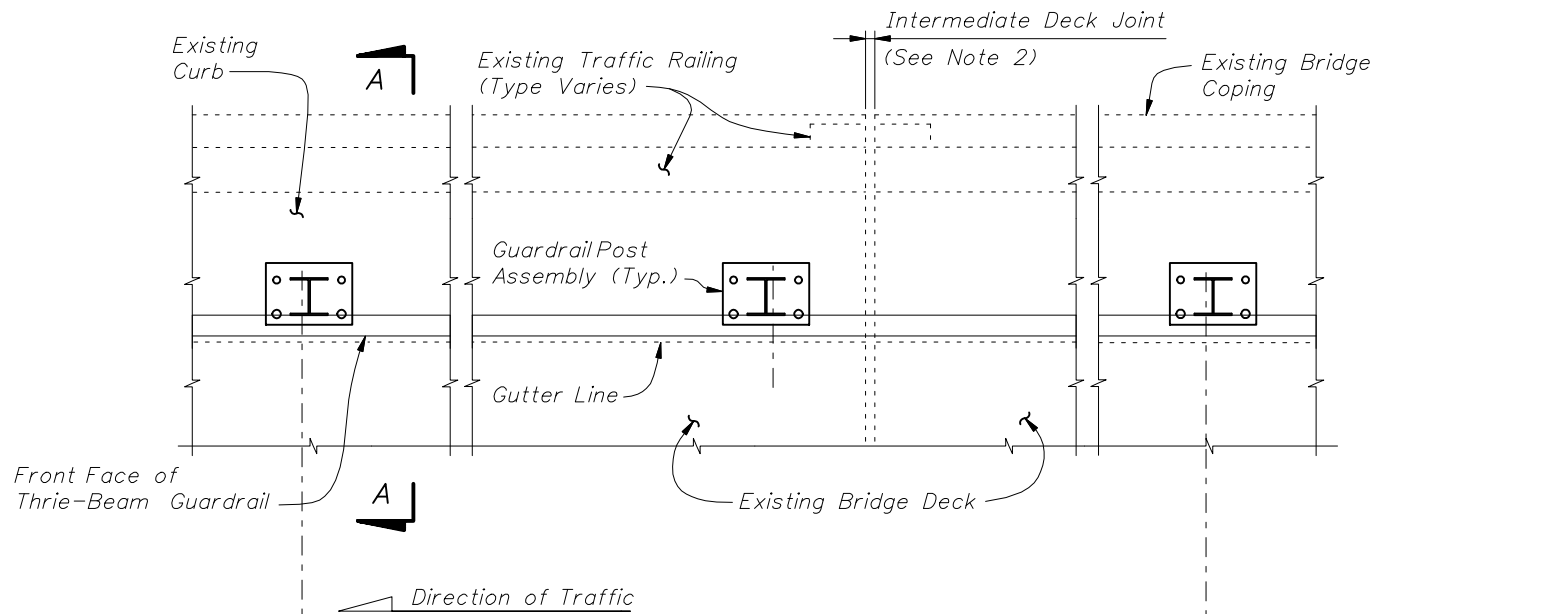 Intermediate Deck Joint
(See Note 2)
Existing
Curb
A
Existing Traffic Railing
(Type Varies)
Existing Bridge
Coping
Guardrail Post
Assembly (Typ.)
Gutter Line
Front Face of
Thrie-Beam Guardrail
A
Existing Bridge Deck
Direction of Traffic